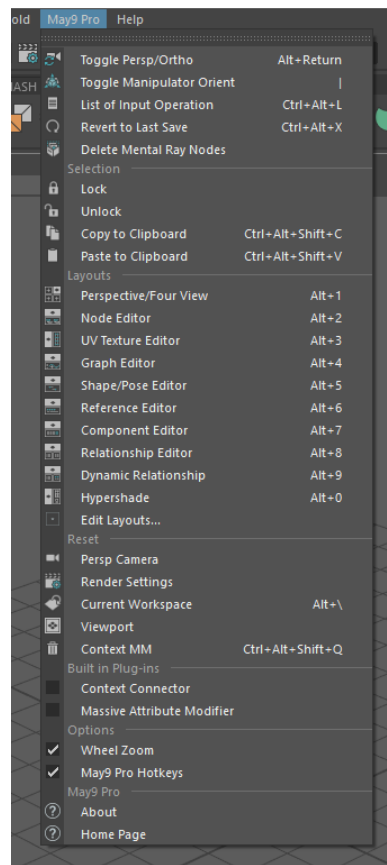 old May9 Pro Help
Toggle Persp/Ortho Alt+Return
ASH Toggle Manipulator Orient |
List of Input Operation Ctrl+Alt+L
Revert to Last Save Ctrl+Alt+X
Delete Mental Ray Nodes
Selection
Lock
Unlock
Copy to Clipboard Ctrl+Alt+Shift+C
Paste to Clipboard Ctrl+Alt+Shift+V
Layouts
Perspective/Four View Alt+1
Node Editor Alt+2
UV Texture Editor Alt+3
Graph Editor Alt+4
Shape/Pose Editor Alt+5
Reference Editor Alt+6
Component Editor Alt+7
Relationship Editor Alt+8
Dynamic Relationship Alt+9
Hypershade Alt+0
Edit Layouts...
Reset
Persp Camera
Render Settings
Current Workspace Alt+\
Viewport
Context MM Ctrl+Alt+Shift+Q
Built in Plug-ins
Context Connector
Massive Attribute Modifier
Options
Wheel Zoom
May9 Pro Hotkeys
May9 Pro
About
Home Page